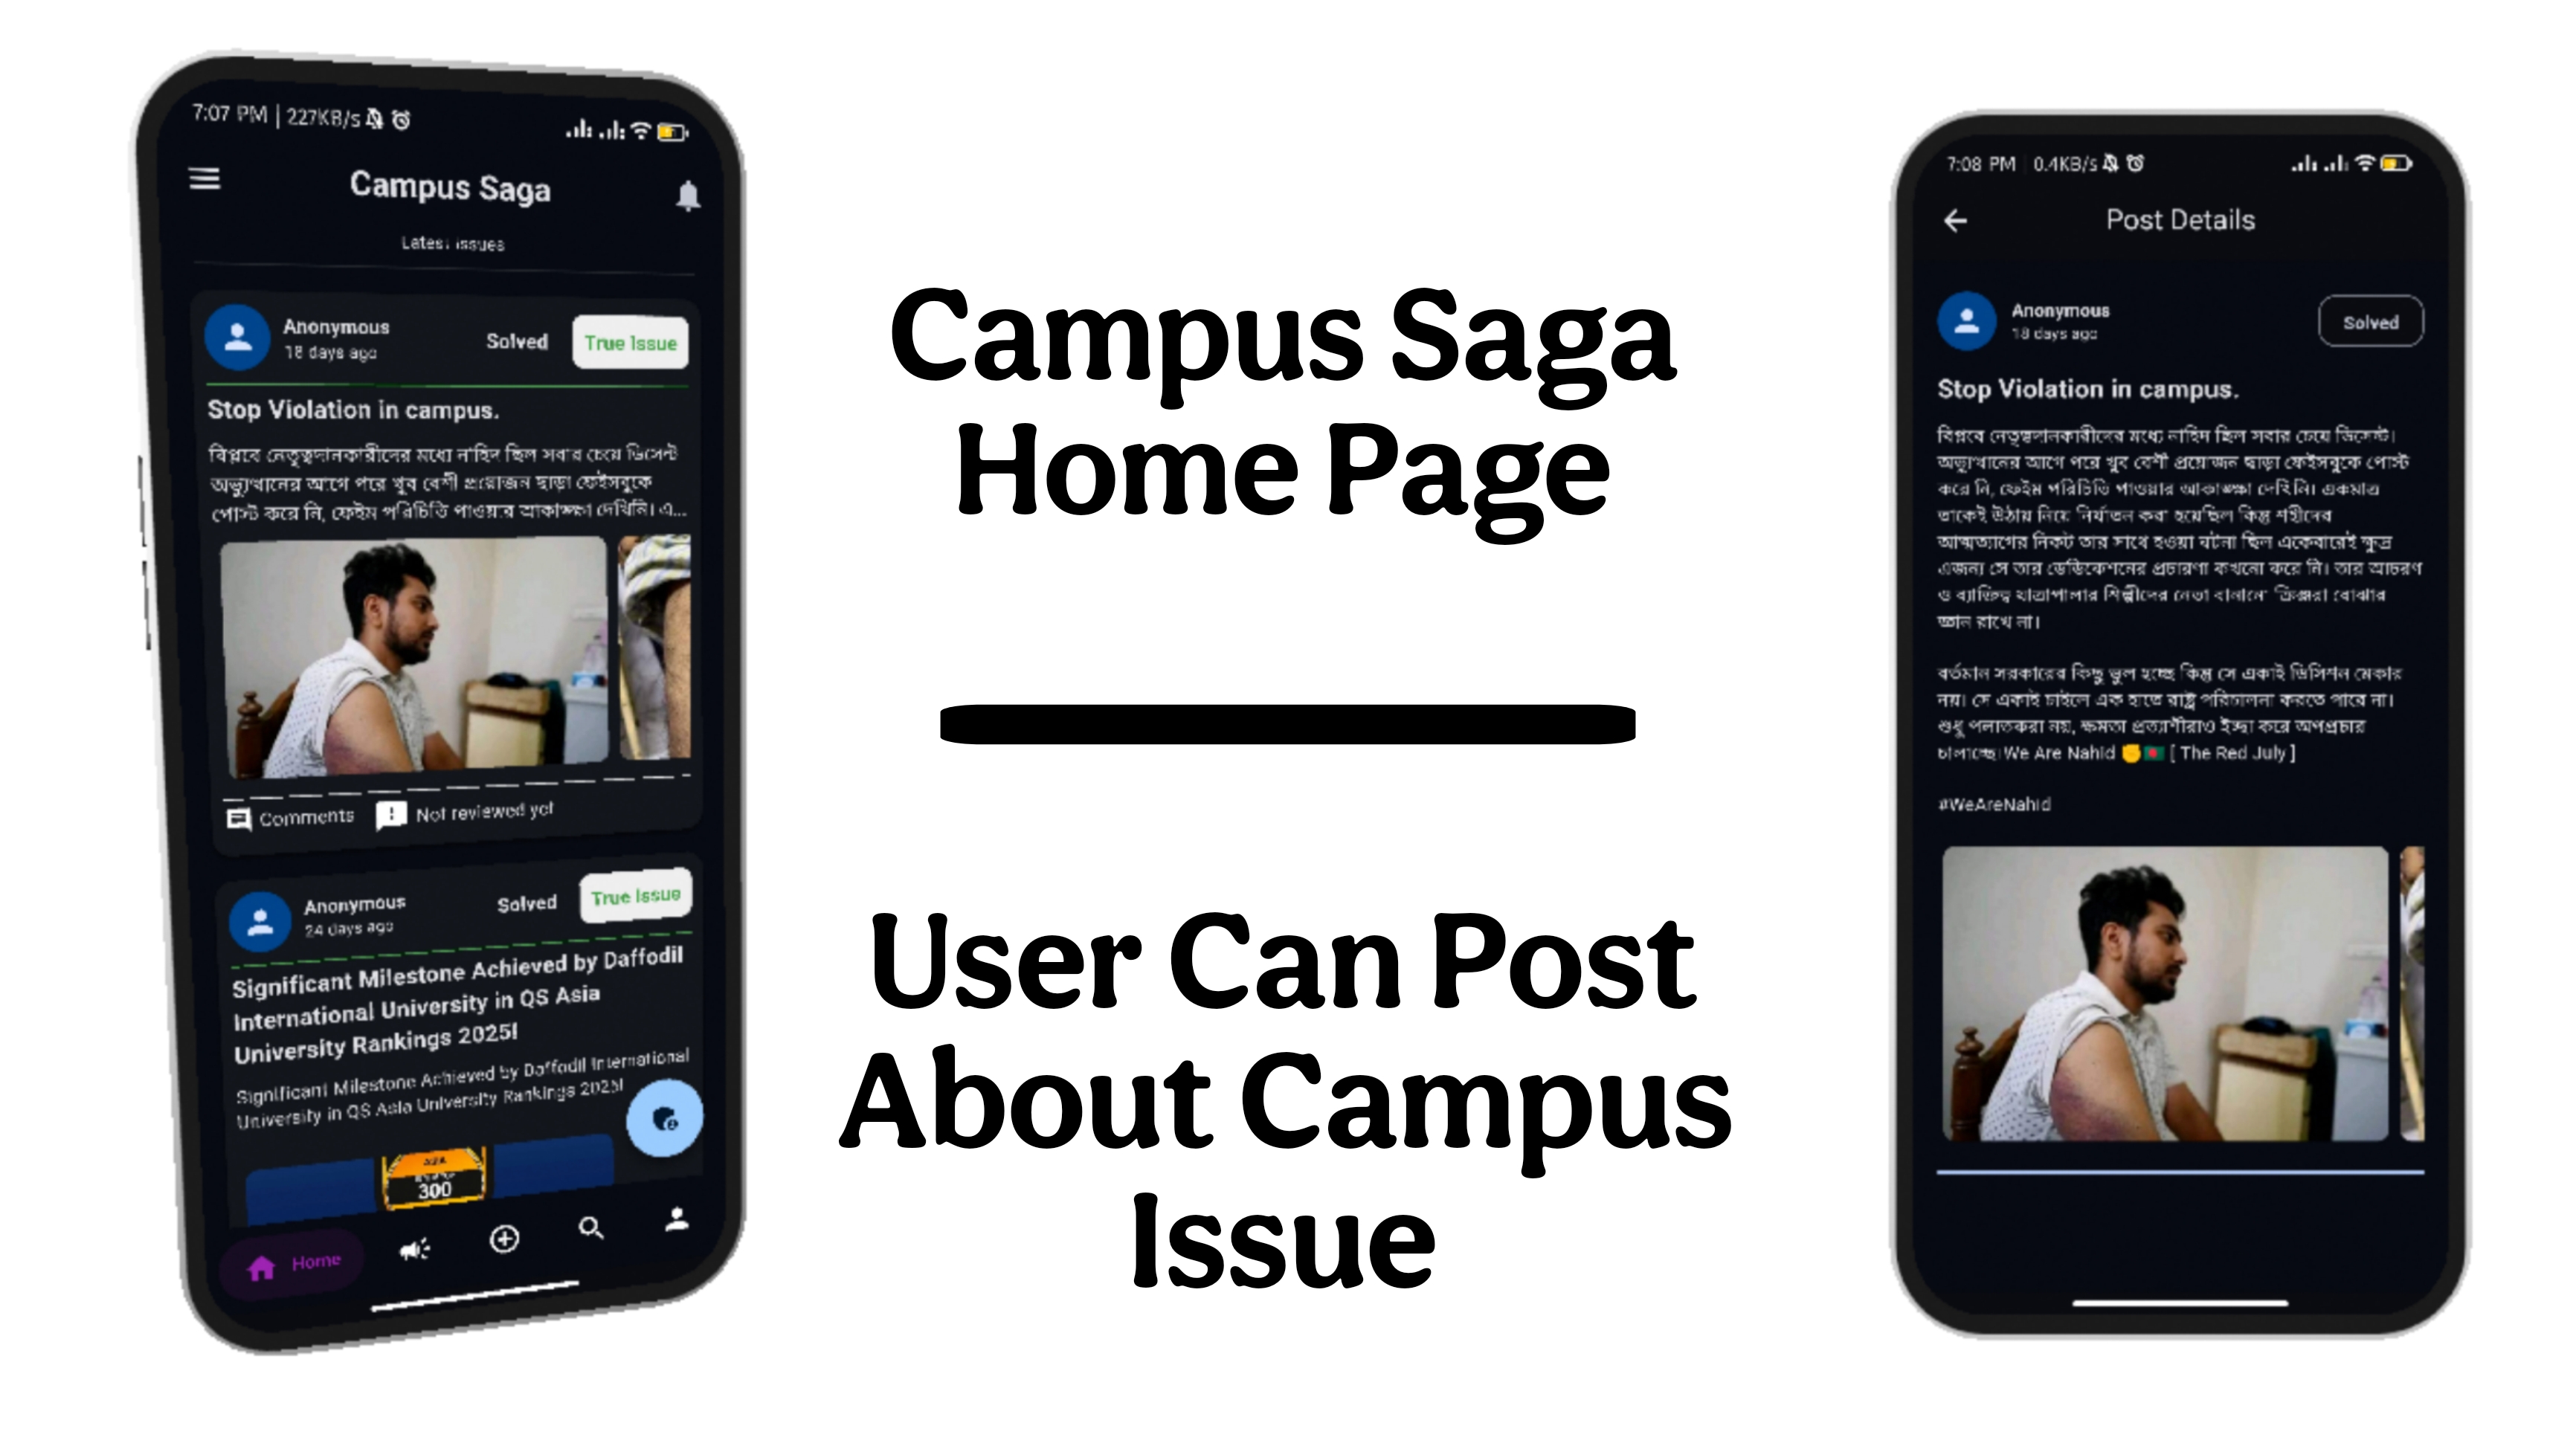 7:07 PM | 227KB/s
Campus Saga
Latest issues
Anonymous
18 days ago
Solved
True Issue
Stop Violation in campus.
বিপ্লবে নেতৃত্বদানকারীদের মধ্যে নাহিদ ছিল সবার চেয়ে ডিসেন্ট
অভ্যুত্থানের আগে পরে খুব বেশী প্রয়োজন ছাড়া ফেইসবুকে
পোস্ট করে নি, ফেইম পরিচিতি পাওয়ার আকাঙ্ক্ষা দেখিনি। এ...
Comments
Not reviewed yet
Anonymous
24 days ago
Solved
True Issue
Significant Milestone Achieved by Daffodil
International University in QS Asia
University Rankings 2025!
Significant Milestone Achieved by Daffodil International
University in QS Asia University Rankings 2025!
300
Home
Campus Saga
Home Page
User Can Post
About Campus
Issue
7:08 PM | 0.4KB/s
Post Details
Anonymous
18 days ago
Solved
Stop Violation in campus.
বিপ্লবে নেতৃত্বদানকারীদের মধ্যে নাহিদ ছিল সবার চেয়ে ডিসেন্ট।
অভ্যুত্থানের আগে পরে খুব বেশী প্রয়োজন ছাড়া ফেইসবুকে পোস্ট
করে নি, ফেইম পরিচিতি পাওয়ার আকাঙ্ক্ষা দেখি নি। একমাত্র
তাকেই উঠায় নিয়ে নির্যাতন করা হয়েছিল কিন্তু শহীদের
আত্মত্যাগের নিকট তার সাথে হওয়া ঘটনা ছিল একেবারেই ক্ষুদ্র
এজন্য সে তার ডেডিকেশনের প্রচারণা কখনো করে নি। তার আচরণ
ও ব্যাক্তিত্ব যাত্রাপালার শিল্পীদের নেতা বানানো বোঝার
জ্ঞান রাখে না।
বর্তমান সরকারের কিছু ভুল হচ্ছে কিন্তু সে একাই ডিসিশন মেকার
নয়। সে একাই চাইলে এক হাতে রাষ্ট্র পরিচালনা করতে পারে না।
শুধু পলাতকরা নয়, ক্ষমতা প্রত্যাশীরাও ইচ্ছা করে অপপ্রচার
চালাচ্ছে। We Are Nahid ✊🇧🇩 [ The Red July ]
#WeAreNahid